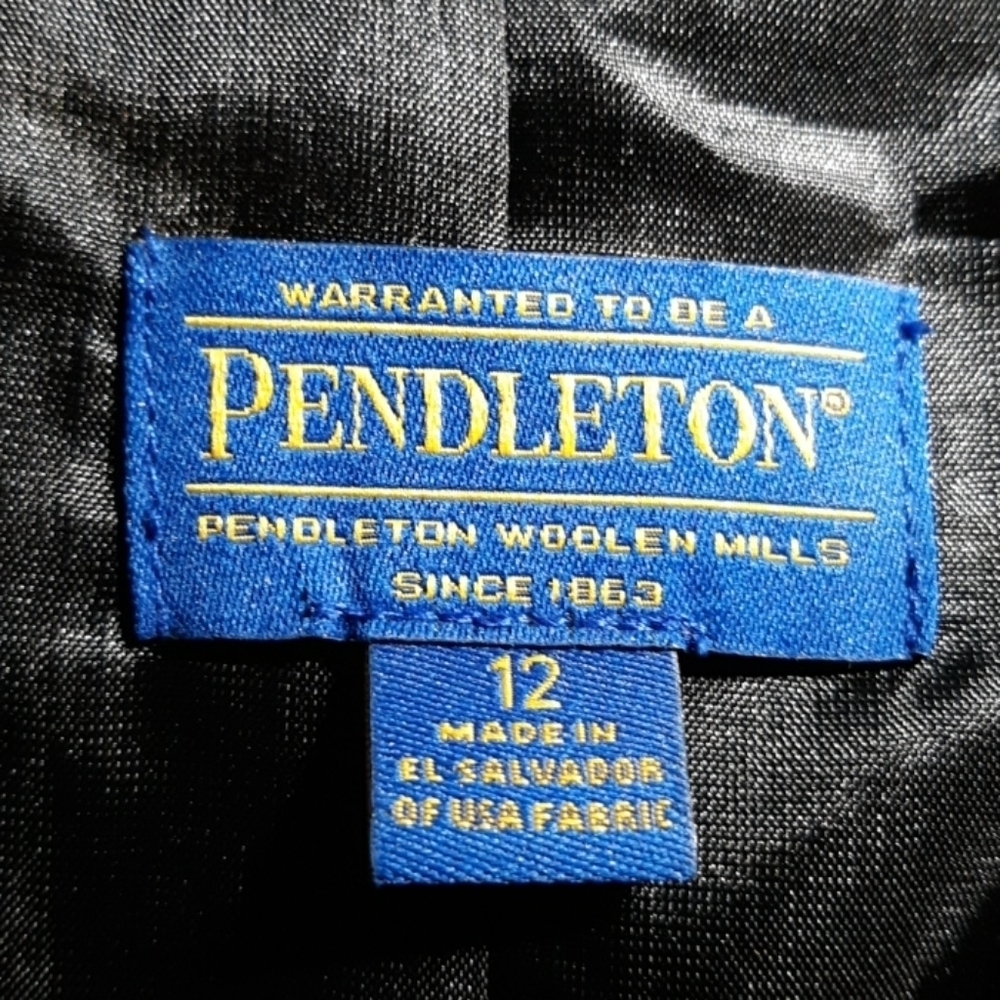 WARRANTED TO BE A
PENDLETON®
PENDLETON WOOLEN MILLS
SINCE 1863
12
MADE IN
EL SALVADOR
OF USA FABRIC